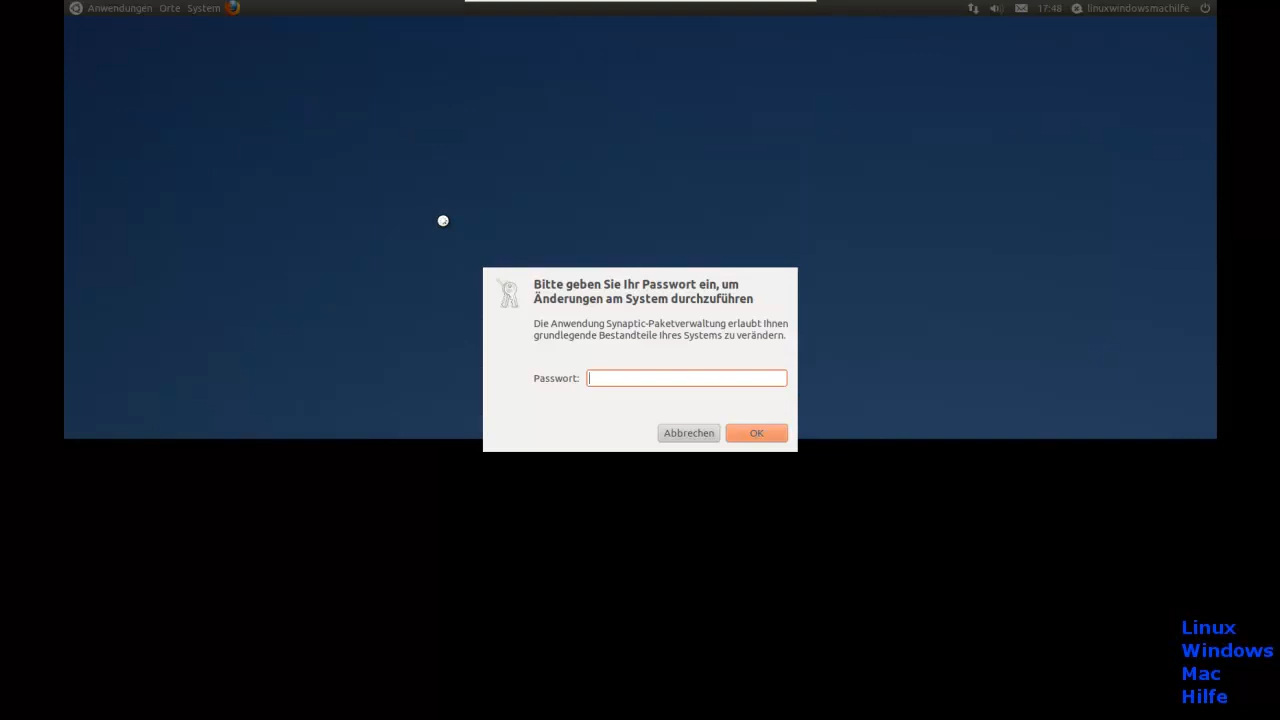 Anwendungen Orte System 17:48 linuxwindowsmachilfe
Bitte geben Sie Ihr Passwort ein, um
Änderungen am System durchzuführen
Die Anwendung Synaptic-Paketverwaltung erlaubt Ihnen
grundlegende Bestandteile Ihres Systems zu verändern.
Passwort:
Abbrechen OK
Linux
Windows
Mac
Hilfe